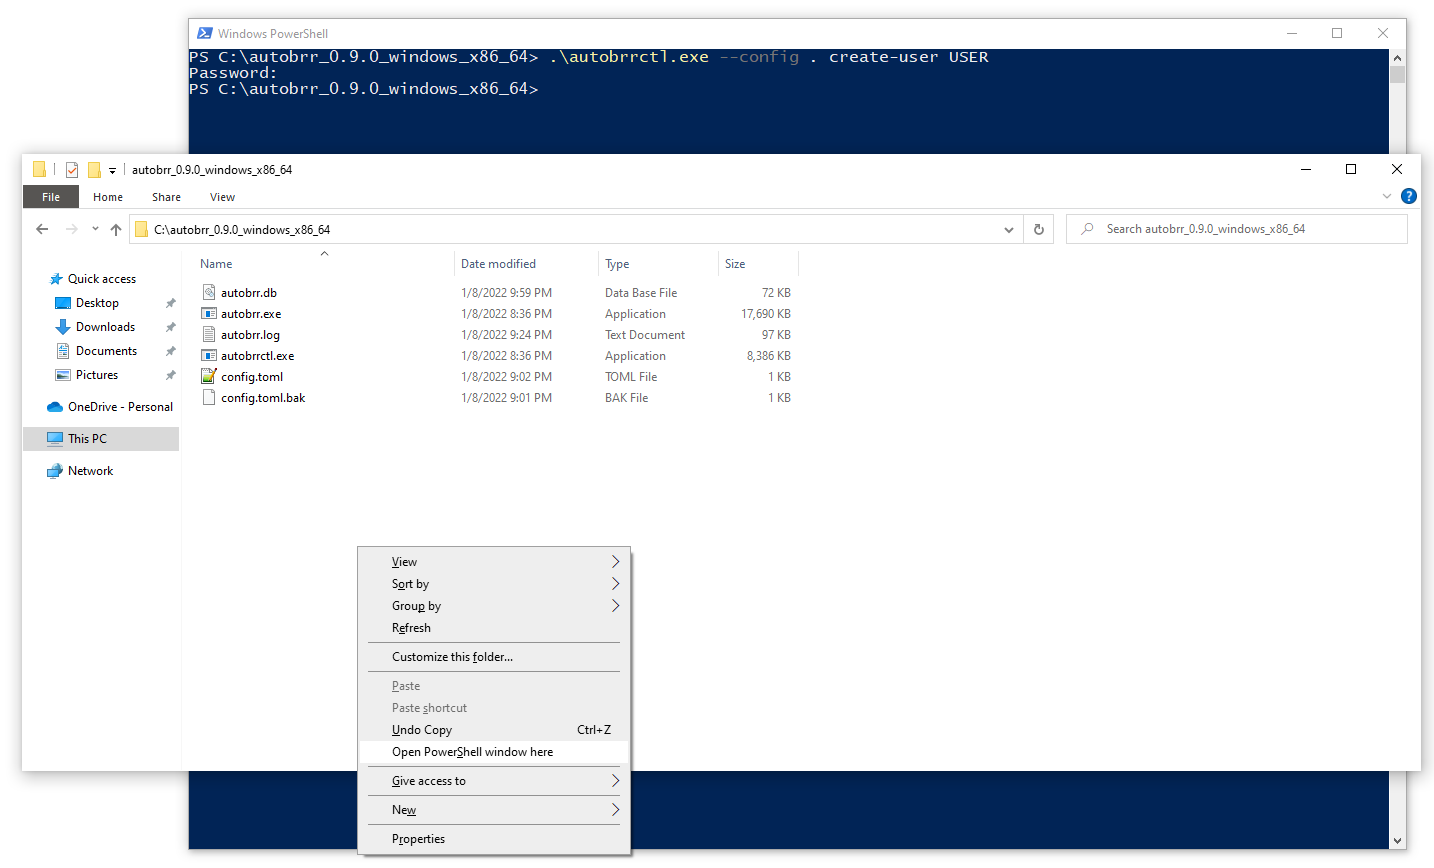 Windows PowerShell
PS C:\autobrr_0.9.0_windows_x86_64> .\autobrrctl.exe --config . create-user USER
Password:
PS C:\autobrr_0.9.0_windows_x86_64>
autobrr_0.9.0_windows_x86_64
File Home Share View
?
C:\autobrr_0.9.0_windows_x86_64 Search autobrr_0.9.0_windows_x86_64
Quick access
Desktop
Downloads
Documents
Pictures
OneDrive - Personal
This PC
Network
Name Date modified Type Size
autobrr.db 1/8/2022 9:59 PM Data Base File 72 KB
autobrr.exe 1/8/2022 8:36 PM Application 17,690 KB
autobrr.log 1/8/2022 9:24 PM Text Document 97 KB
autobrrctl.exe 1/8/2022 8:36 PM Application 8,386 KB
config.toml 1/8/2022 9:02 PM TOML File 1 KB
config.toml.bak 1/8/2022 9:01 PM BAK File 1 KB
View
Sort by
Group by
Refresh
Customize this folder...
Paste
Paste shortcut
Undo Copy Ctrl+Z
Open PowerShell window here
Give access to
New
Properties